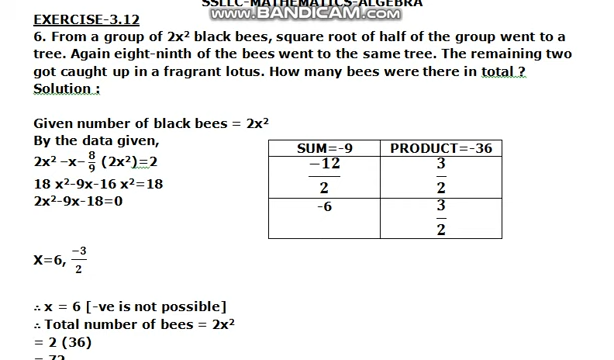 SSLLC-MATHEMATICS-ALGEBRA
WWW.BANDICAM.COM
EXERCISE-3.12
6. From a group of 2x² black bees, square root of half of the group went to a
tree. Again eight-ninth of the bees went to the same tree. The remaining two
got caught up in a fragrant lotus. How many bees were there in total ?
Solution :
Given number of black bees = 2x²
By the data given,
2x² –x– 8/9 (2x²)=2
18 x²-9x-16 x²=18
2x²-9x-18=0
SUM=-9 PRODUCT=-36
−12/2 3/2
-6 3/2
X=6, −3/2
∴ x = 6 [-ve is not possible]
∴ Total number of bees = 2x²
= 2 (36)
= 72